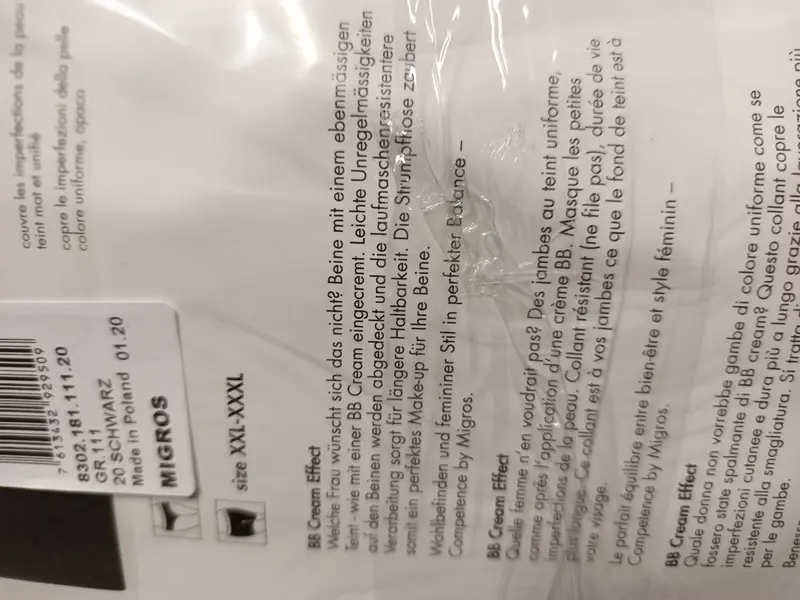 couvre les imperfections de la peau
teint mat et unifié
copre le imperfezioni della pelle
colore uniforme, opaco
7 613632 929509
8302.181.111.20
GR.111
20 SCHWARZ
Made in Poland 01.20
MIGROS
size XXL-XXXL
BB Cream Effect
Welche Frau wünscht sich das nicht? Beine mit einem ebenmässigen
Teint - wie mit einer BB Cream eingecremt. Leichte Unregelmässigkeiten
auf den Beinen werden abgedeckt und die laufmaschenresistentere
Verarbeitung sorgt für längere Haltbarkeit. Die Strumpfhose zaubert
somit ein perfektes Make-up für Ihre Beine.
Wohlbefinden und femininer Stil in perfekter Balance –
Competence by Migros.
BB Cream Effect
Quelle femme n'en voudrait pas? Des jambes au teint uniforme,
comme après l'application d'une crème BB. Masque les petites
imperfections de la peau. Collant résistant (ne file pas), durée de vie
plus longue. Ce collant est à vos jambes ce que le fond de teint est à
votre visage.
Le parfait équilibre entre bien-être et style féminin –
Competence by Migros.
BB Cream Effect
Quale donna non vorrebbe gambe di colore uniforme come se
fossero state spalmante di BB cream? Questo collant copre le
imperfezioni cutanee e dura più a lungo grazie alla lavorazione più
resistente alla smagliatura. Si tratta di
per le gambe.